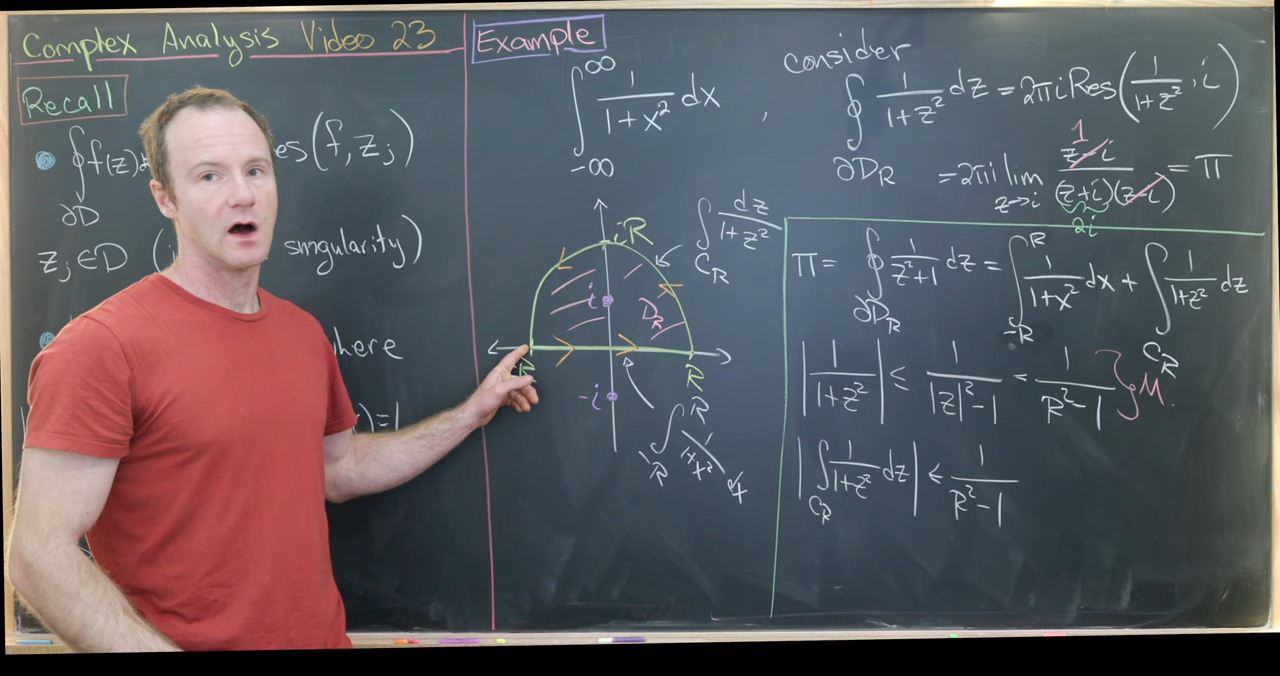 Complex Analysis Video 23
Recall
∮ f(z)
∂D
es(f, z_j)
z_j ∈ D (
singularity)
here
)=1
Example
∫_{-∞}^{∞} 1/(1+x²) dx ,
consider
∮_{∂D_R} 1/(1+z²) dz = 2πi Res(1/(1+z²), i)
= 2πi lim_{z→i} (z-i)/((z+i)(z-i)) = π
1
2i
iR
i
D_R
-R
R
-i
∫_{C_R} dz/(1+z²)
∫_{-R}^{R} 1/(1+x²) dx
π = ∮_{∂D_R} 1/(z²+1) dz = ∫_{-R}^{R} 1/(1+x²) dx + ∫_{C_R} 1/(1+z²) dz
|1/(1+z²)| ≤ 1/(|z|²-1) = 1/(R²-1) } M.
|∫_{C_R} 1/(1+z²) dz| ≤ 1/(R²-1)